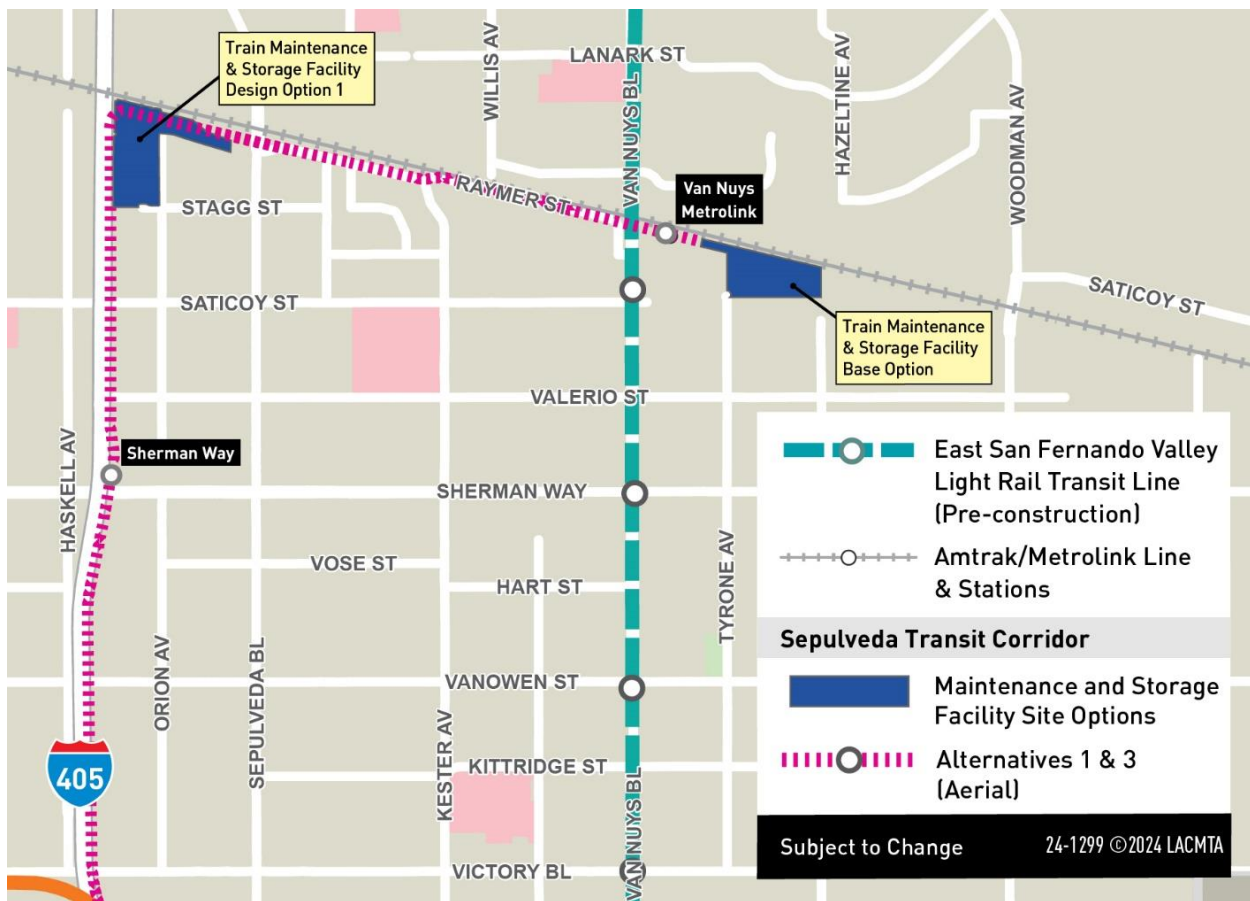 Train Maintenance
& Storage Facility
Design Option 1
WILLIS AV
LANARK ST
VAN NUYS BL
HAZELTINE AV
WOODMAN AV
STAGG ST
RAYMER ST
Van Nuys
Metrolink
SATICOY ST
SATICOY ST
Train Maintenance
& Storage Facility
Base Option
VALERIO ST
HASKELL AV
Sherman Way
SHERMAN WAY
VOSE ST
HART ST
TYRONE AV
ORION AV
SEPULVEDA BL
VANOWEN ST
KESTER AV
KITTRIDGE ST
VAN NUYS BL
405
VICTORY BL
East San Fernando Valley
Light Rail Transit Line
(Pre-construction)
Amtrak/Metrolink Line
& Stations
Sepulveda Transit Corridor
Maintenance and Storage
Facility Site Options
Alternatives 1 & 3
(Aerial)
Subject to Change
24-1299 ©2024 LACMTA